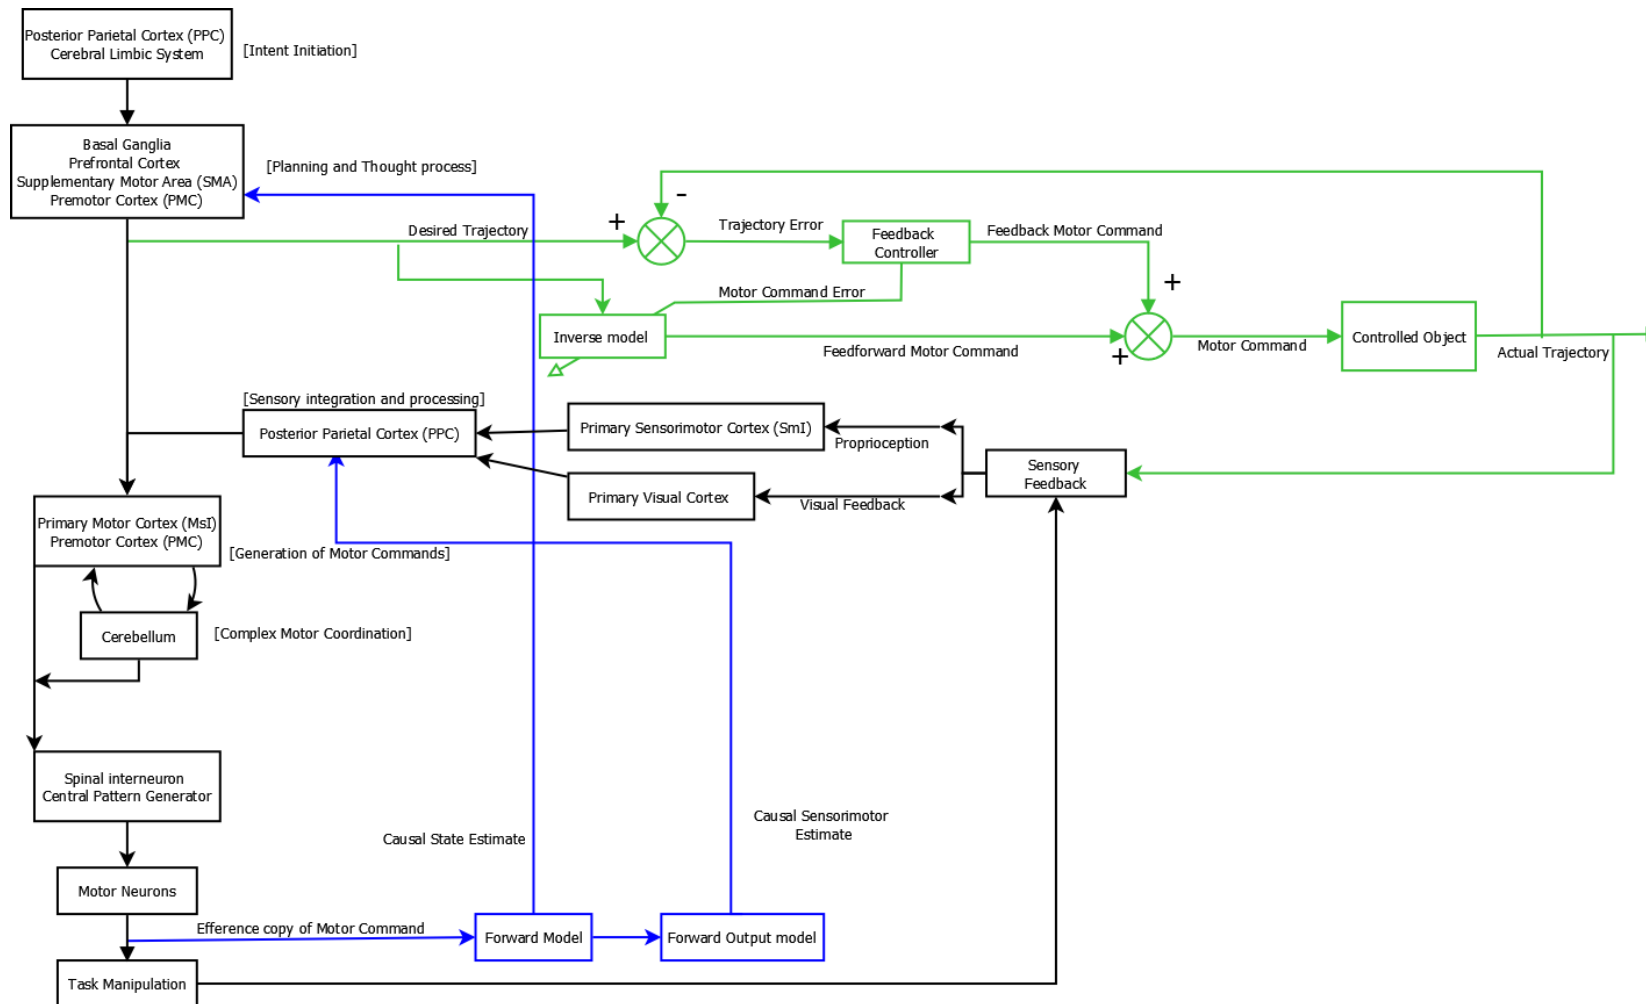 Posterior Parietal Cortex (PPC)
Cerebral Limbic System
[Intent Initiation]
Basal Ganglia
Prefrontal Cortex
Supplementary Motor Area (SMA)
Premotor Cortex (PMC)
[Planning and Thought process]
Desired Trajectory
+
-
Trajectory Error
Feedback
Controller
Feedback Motor Command
+
Motor Command Error
Inverse model
Feedforward Motor Command
+
Motor Command
Controlled Object
Actual Trajectory
[Sensory integration and processing]
Posterior Parietal Cortex (PPC)
Primary Sensorimotor Cortex (SmI)
Proprioception
Sensory
Feedback
Primary Visual Cortex
Visual Feedback
Primary Motor Cortex (MsI)
Premotor Cortex (PMC)
[Generation of Motor Commands]
Cerebellum
[Complex Motor Coordination]
Spinal interneuron
Central Pattern Generator
Causal State Estimate
Causal Sensorimotor
Estimate
Motor Neurons
Efference copy of Motor Command
Forward Model
Forward Output model
Task Manipulation